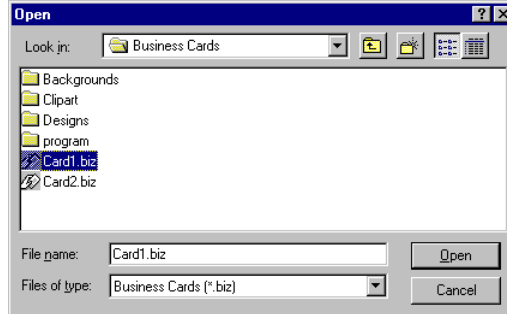 Open
Look in: Business Cards
Backgrounds
Clipart
Designs
program
Card1.biz
Card2.biz
File name: Card1.biz Open
Files of type: Business Cards (*.biz) Cancel